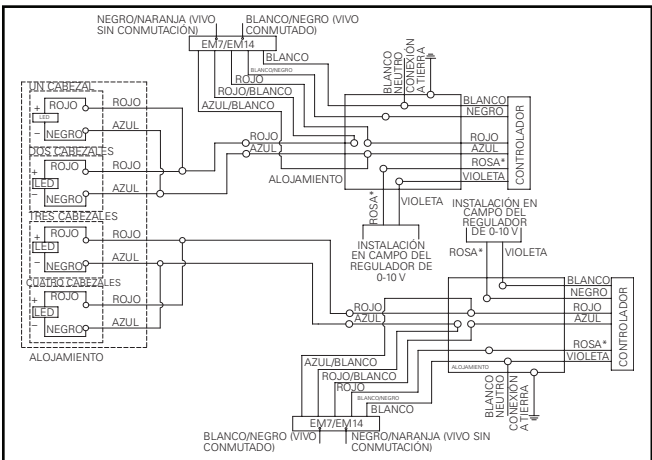 NEGRO/NARANJA (VIVO
SIN CONMUTACIÓN)
BLANCO/NEGRO (VIVO
CONMUTADO)
EM7/EM14
BLANCO
BLANCO/NEGRO
ROJO
ROJO/BLANCO
AZUL/BLANCO
BLANCO
NEUTRO
CONEXIÓN
A TIERRA
BLANCO
NEGRO
ROJO
AZUL
ROSA*
VIOLETA
CONTROLADOR
ROJO
AZUL
ALOJAMIENTO
ROSA*
VIOLETA
INSTALACIÓN
EN CAMPO DEL
REGULADOR DE
0-10 V
UN CABEZAL
+ ROJO
LED
– NEGRO
ROJO
AZUL
DOS CABEZALES
+ ROJO
LED
– NEGRO
ROJO
AZUL
TRES CABEZALES
+ ROJO
LED
– NEGRO
ROJO
AZUL
CUATRO CABEZALES
+ ROJO
LED
– NEGRO
ROJO
AZUL
ALOJAMIENTO
INSTALACIÓN EN
CAMPO DEL
REGULADOR
DE 0-10 V
ROSA*
VIOLETA
ROJO
AZUL
BLANCO
NEGRO
ROJO
AZUL
ROSA*
VIOLETA
CONTROLADOR
ALOJAMIENTO
BLANCO
NEUTRO
CONEXIÓN
A TIERRA
AZUL/BLANCO
ROJO/BLANCO
ROJO
BLANCO/NEGRO
BLANCO
EM7/EM14
BLANCO/NEGRO (VIVO
CONMUTADO)
NEGRO/NARANJA (VIVO SIN
CONMUTACIÓN)